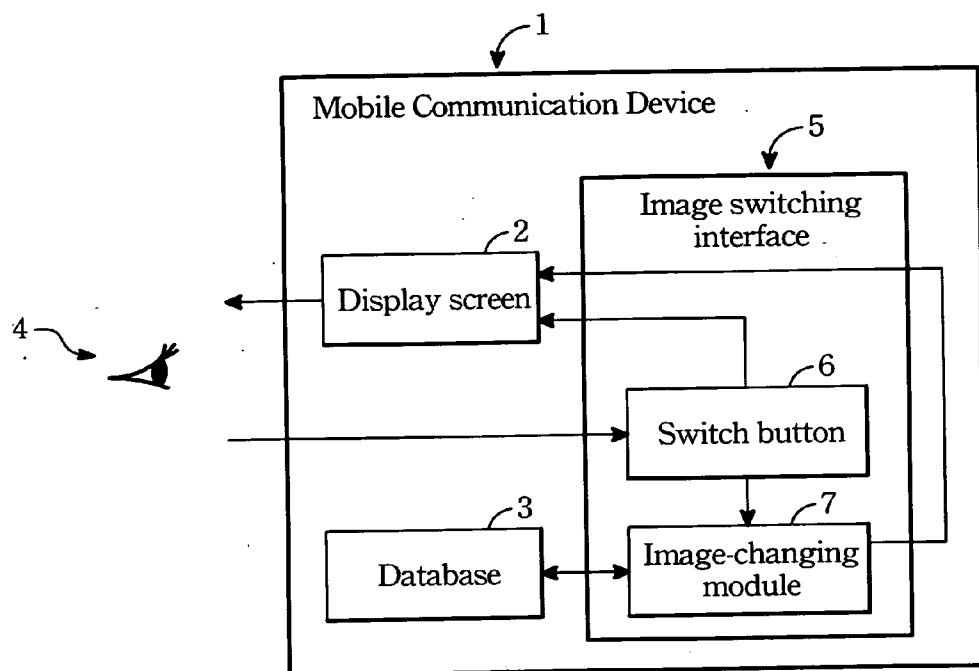 1
Mobile Communication Device
5
Image switching
interface
2
Display screen
4
6
Switch button
3
Database
7
Image-changing
module